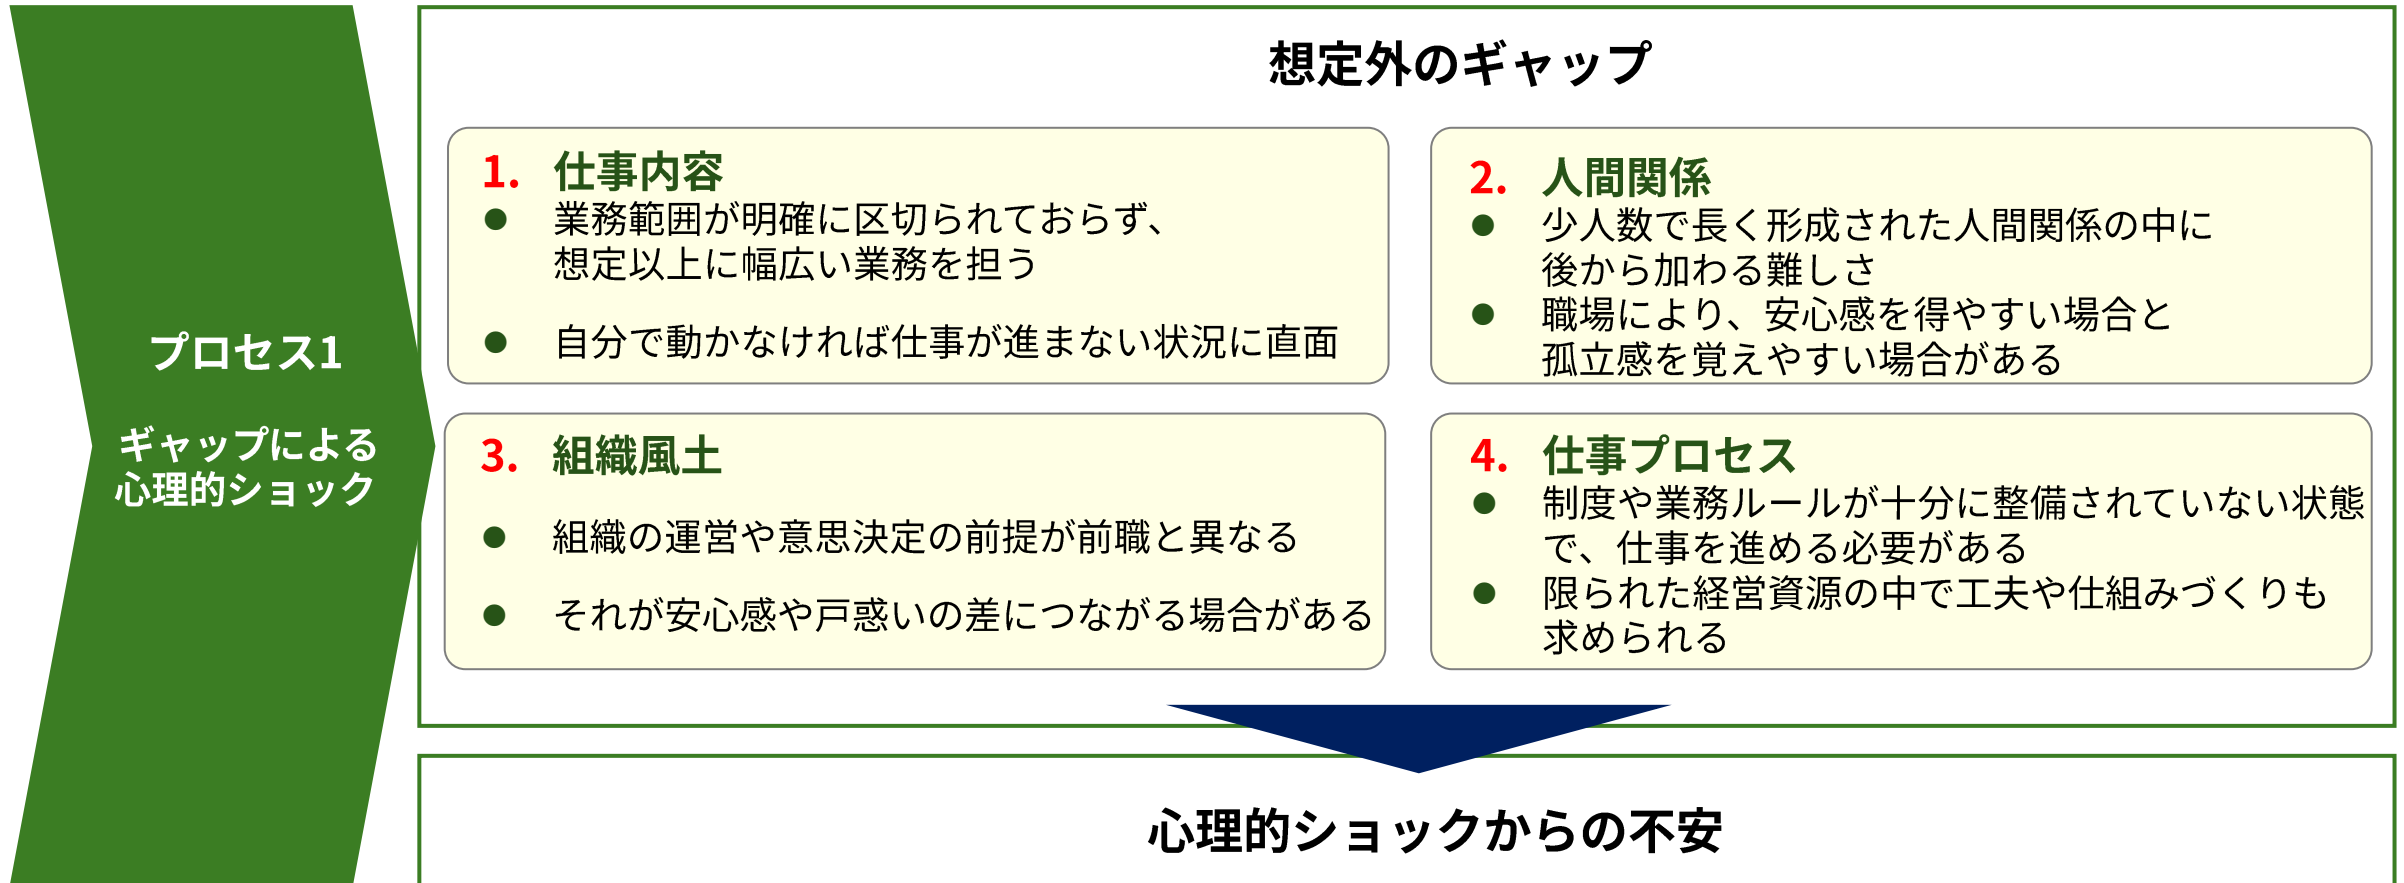 プロセス1
ギャップによる
心理的ショック
想定外のギャップ
1. 仕事内容
● 業務範囲が明確に区切られておらず、
想定以上に幅広い業務を担う
● 自分で動かなければ仕事が進まない状況に直面
2. 人間関係
● 少人数で長く形成された人間関係の中に
後から加わる難しさ
● 職場により、安心感を得やすい場合と
孤立感を覚えやすい場合がある
3. 組織風土
● 組織の運営や意思決定の前提が前職と異なる
● それが安心感や戸惑いの差につながる場合がある
4. 仕事プロセス
● 制度や業務ルールが十分に整備されていない状態
で、仕事を進める必要がある
● 限られた経営資源の中で工夫や仕組みづくりも
求められる
心理的ショックからの不安